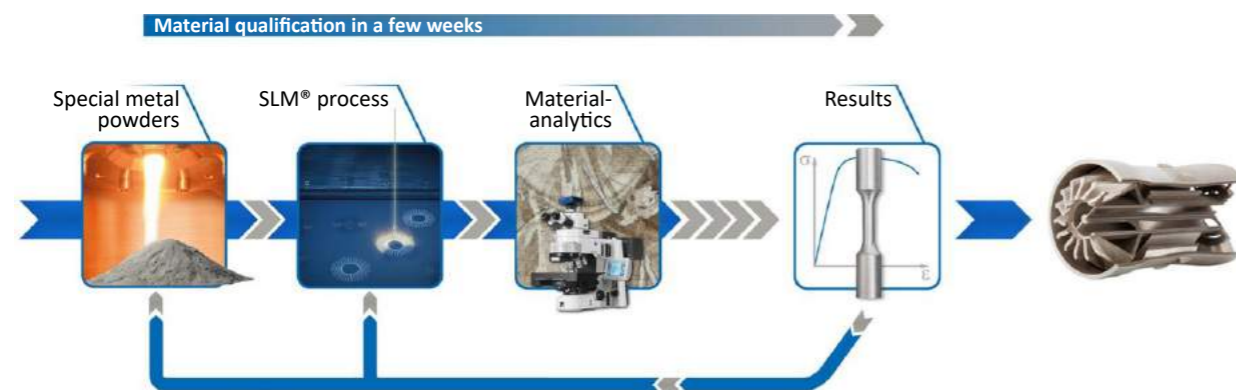 Material qualification in a few weeks
Special metal
powders
SLM® process
Material-
analytics
Results
σ
ε